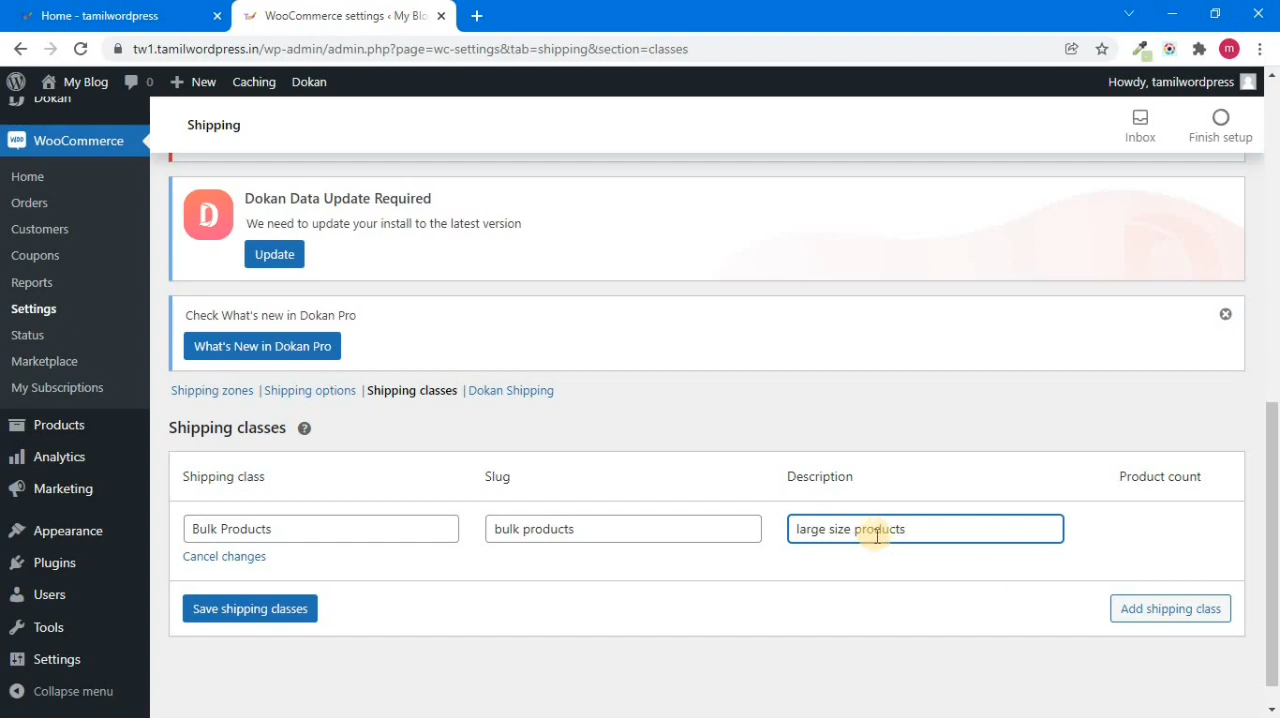 Home - tamilwordpress
WooCommerce settings ‹ My Blo
tw1.tamilwordpress.in/wp-admin/admin.php?page=wc-settings&tab=shipping&section=classes
m
My Blog
0
New
Caching
Dokan
Howdy, tamilwordpress
Dokan
WooCommerce
Home
Orders
Customers
Coupons
Reports
Settings
Status
Marketplace
My Subscriptions
Products
Analytics
Marketing
Appearance
Plugins
Users
Tools
Settings
Collapse menu
Shipping
Inbox
Finish setup
Dokan Data Update Required
We need to update your install to the latest version
Update
Check What's new in Dokan Pro
What's New in Dokan Pro
Shipping zones | Shipping options | Shipping classes | Dokan Shipping
Shipping classes ?
Shipping class Slug Description Product count
Bulk Products bulk products large size products
Cancel changes
Save shipping classes Add shipping class